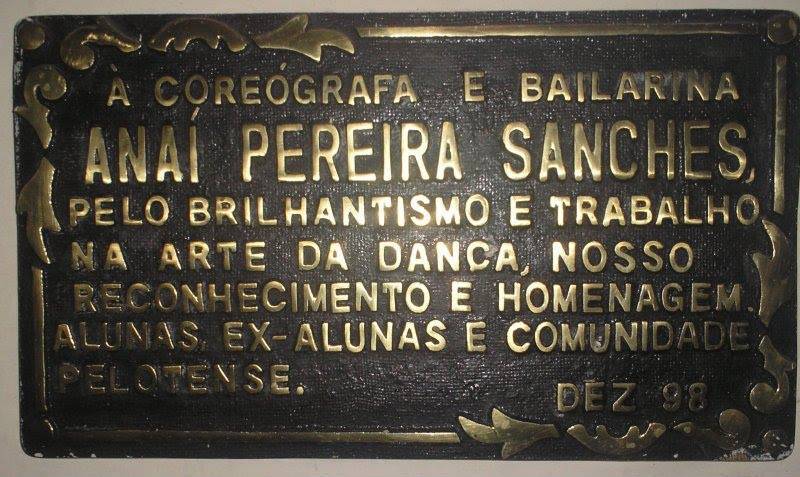 À COREÓGRAFA E BAILARINA
ANAÍ PEREIRA SANCHES,
PELO BRILHANTISMO E TRABALHO
NA ARTE DA DANÇA, NOSSO
RECONHECIMENTO E HOMENAGEM.
ALUNAS, EX-ALUNAS E COMUNIDADE
PELOTENSE.
DEZ 98